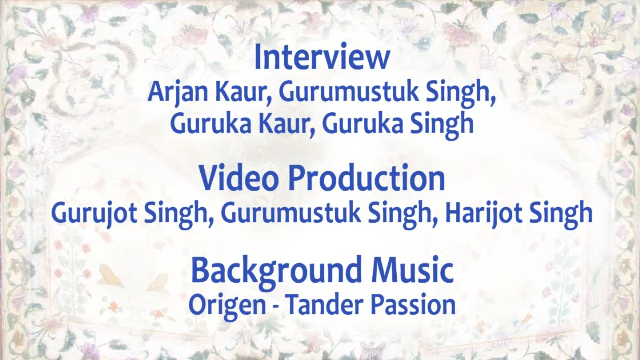 Interview
Arjan Kaur, Gurumustuk Singh,
Guruka Kaur, Guruka Singh
Video Production
Gurujot Singh, Gurumustuk Singh, Harijot Singh
Background Music
Origen - Tander Passion